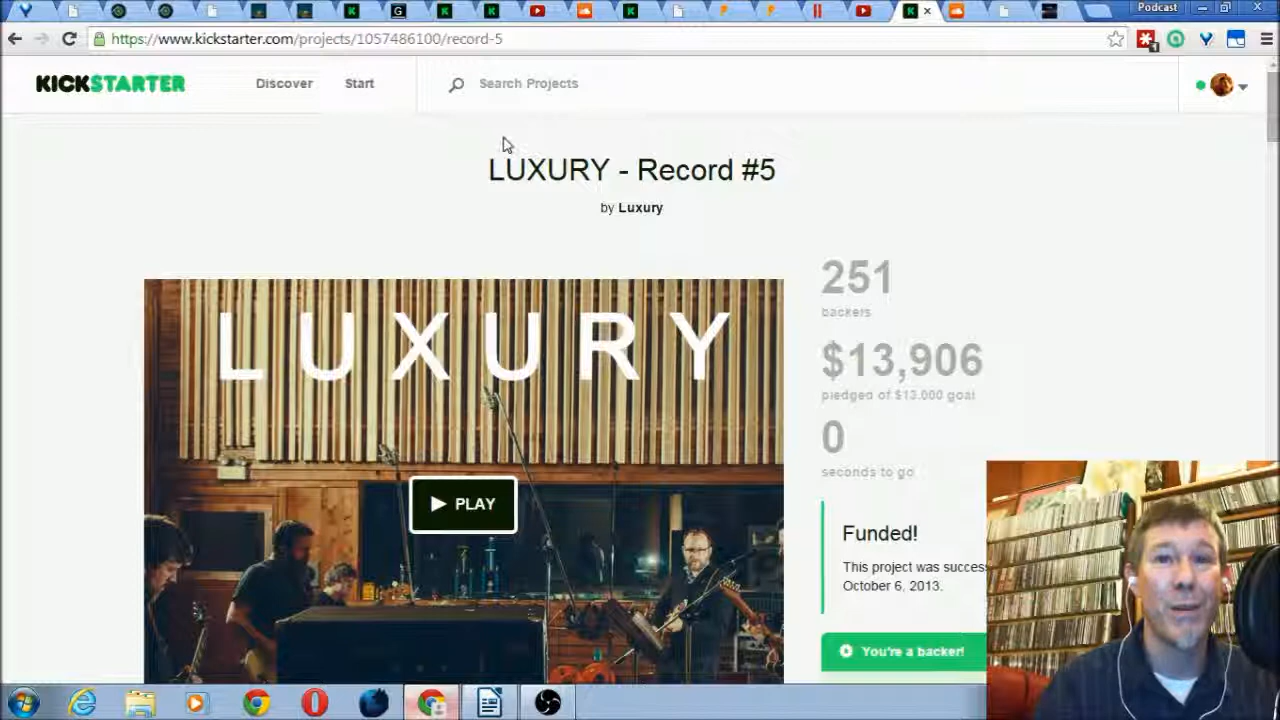 Podcast
https://www.kickstarter.com/projects/1057486100/record-5
KICKSTARTER
Discover
Start
Search Projects
LUXURY - Record #5
by Luxury
LUXURY
PLAY
251
backers
$13,906
pledged of $13,000 goal
0
seconds to go
Funded!
This project was succes
October 6, 2013.
You're a backer!